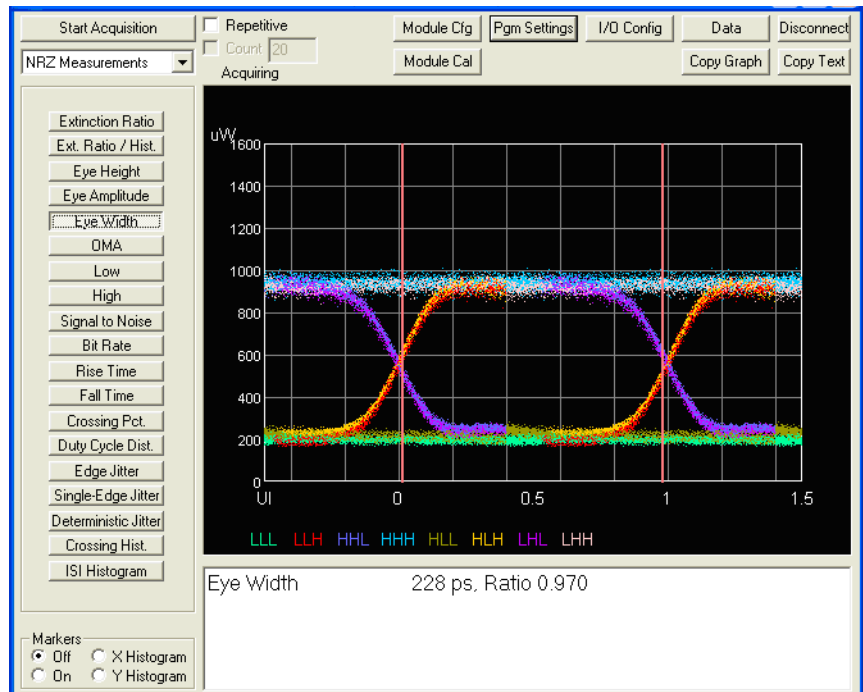 Start Acquisition
Repetitive
Module Cfg
Pgm Settings
I/O Config
Data
Disconnect
Count 20
NRZ Measurements
Acquiring
Module Cal
Copy Graph
Copy Text
Extinction Ratio
Ext. Ratio / Hist.
Eye Height
Eye Amplitude
Eye Width
OMA
Low
High
Signal to Noise
Bit Rate
Rise Time
Fall Time
Crossing Pct.
Duty Cycle Dist.
Edge Jitter
Single-Edge Jitter
Deterministic Jitter
Crossing Hist.
ISI Histogram
Markers
Off
X Histogram
On
Y Histogram
uW
1600
1400
1200
1000
800
600
400
200
0
UI 0 0.5 1 1.5
LLL LLH HHL HHH HLL HLH LHL LHH
Eye Width 228 ps, Ratio 0.970